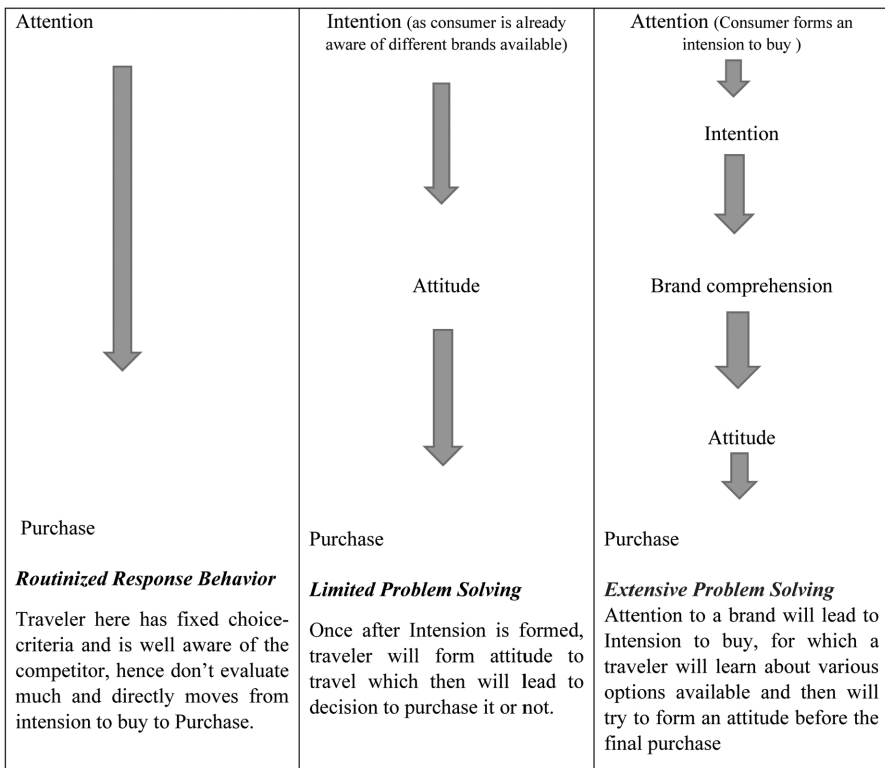 Attention
Purchase
Routinized Response Behavior
Traveler here has fixed choice-
criteria and is well aware of the
competitor, hence don't evaluate
much and directly moves from
intention to buy to Purchase.
Intention (as consumer is already
aware of different brands available)
Attitude
Purchase
Limited Problem Solving
Once after Intension is formed,
traveler will form attitude to
travel which then will lead to
decision to purchase it or not.
Attention (Consumer forms an
intension to buy )
Intention
Brand comprehension
Attitude
Purchase
Extensive Problem Solving
Attention to a brand will lead to
Intension to buy, for which a
traveler will learn about various
options available and then will
try to form an attitude before the
final purchase